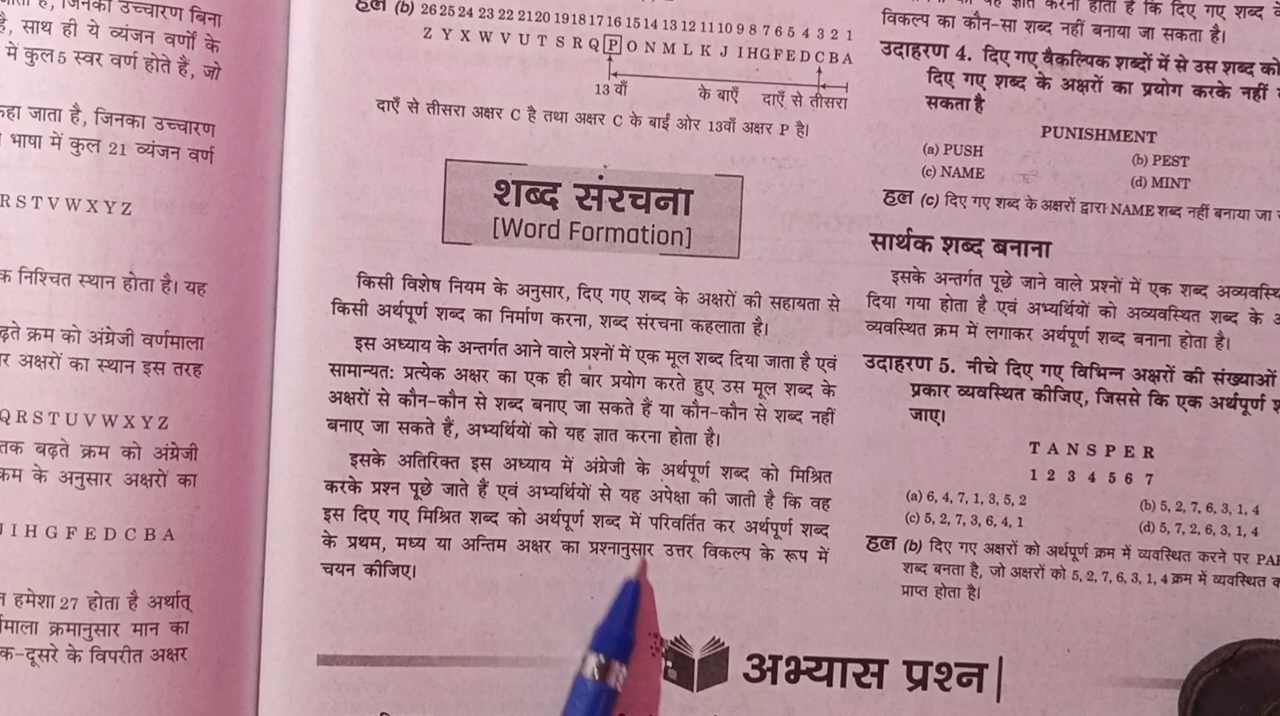 है, जिनका उच्चारण बिना
है, साथ ही ये व्यंजन वर्णों के
में कुल 5 स्वर वर्ण होते हैं, जो
कहा जाता है, जिनका उच्चारण
भाषा में कुल 21 व्यंजन वर्ण
R S T V W X Y Z
निश्चित स्थान होता है। यह
क्रम को अंग्रेजी वर्णमाला
अक्षरों का स्थान इस तरह
Q R S T U V W X Y Z
तक बढ़ते क्रम को अंग्रेजी
क्रम के अनुसार अक्षरों का
J I H G F E D C B A
हमेशा 27 होता है अर्थात्
क्रमानुसार मान का
एक-दूसरे के विपरीत अक्षर
हल (b) 26 25 24 23 22 21 20 19 18 17 16 15 14 13 12 11 10 9 8 7 6 5 4 3 2 1
Z Y X W V U T S R Q P O N M L K J I H G F E D C B A
13 वाँ के बाएँ दाएँ से तीसरा
दाएँ से तीसरा अक्षर C है तथा अक्षर C के बाईं ओर 13वाँ अक्षर P है।
शब्द संरचना
[Word Formation]
किसी विशेष नियम के अनुसार, दिए गए शब्द के अक्षरों की सहायता से
किसी अर्थपूर्ण शब्द का निर्माण करना, शब्द संरचना कहलाता है।
इस अध्याय के अन्तर्गत आने वाले प्रश्नों में एक मूल शब्द दिया जाता है एवं
सामान्यत: प्रत्येक अक्षर का एक ही बार प्रयोग करते हुए उस मूल शब्द के
अक्षरों से कौन-कौन से शब्द बनाए जा सकते हैं या कौन-कौन से शब्द नहीं
बनाए जा सकते हैं, अभ्यर्थियों को यह ज्ञात करना होता है।
इसके अतिरिक्त इस अध्याय में अंग्रेजी के अर्थपूर्ण शब्द को मिश्रित
करके प्रश्न पूछे जाते हैं एवं अभ्यर्थियों से यह अपेक्षा की जाती है कि वह
इस दिए गए मिश्रित शब्द को अर्थपूर्ण शब्द में परिवर्तित कर अर्थपूर्ण शब्द
के प्रथम, मध्य या अन्तिम अक्षर का प्रश्नानुसार उत्तर विकल्प के रूप में
चयन कीजिए।
यह ज्ञात करना होता है कि दिए गए शब्द
विकल्प का कौन-सा शब्द नहीं बनाया जा सकता है।
उदाहरण 4. दिए गए वैकल्पिक शब्दों में से उस शब्द को
दिए गए शब्द के अक्षरों का प्रयोग करके नहीं
सकता है
PUNISHMENT
(a) PUSH (b) PEST
(c) NAME (d) MINT
हल (c) दिए गए शब्द के अक्षरों द्वारा NAME शब्द नहीं बनाया जा
सार्थक शब्द बनाना
इसके अन्तर्गत पूछे जाने वाले प्रश्नों में एक शब्द
दिया गया होता है एवं अभ्यर्थियों को अव्यवस्थित शब्द के
व्यवस्थित क्रम में लगाकर अर्थपूर्ण शब्द बनाना होता है।
उदाहरण 5. नीचे दिए गए विभिन्न अक्षरों की संख्याओं
प्रकार व्यवस्थित कीजिए, जिससे कि एक अर्थपूर्ण
जाए।
T A N S P E R
1 2 3 4 5 6 7
(a) 6, 4, 7, 1, 3, 5, 2 (b) 5, 2, 7, 6, 3, 1, 4
(c) 5, 2, 7, 3, 6, 4, 1 (d) 5, 7, 2, 6, 3, 1, 4
हल (b) दिए गए अक्षरों को अर्थपूर्ण क्रम में व्यवस्थित करने पर
शब्द बनता है, जो अक्षरों को 5, 2, 7, 6, 3, 1, 4 क्रम में व्यवस्थित
प्राप्त होता है।
अभ्यास प्रश्न